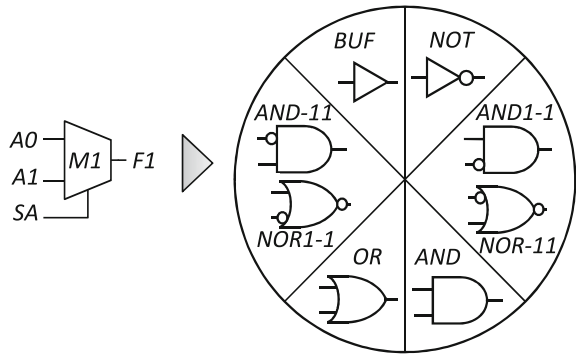 BUF NOT
AND-11 AND1-1
A0
M1 F1
A1
SA
NOR1-1 NOR-11
OR AND